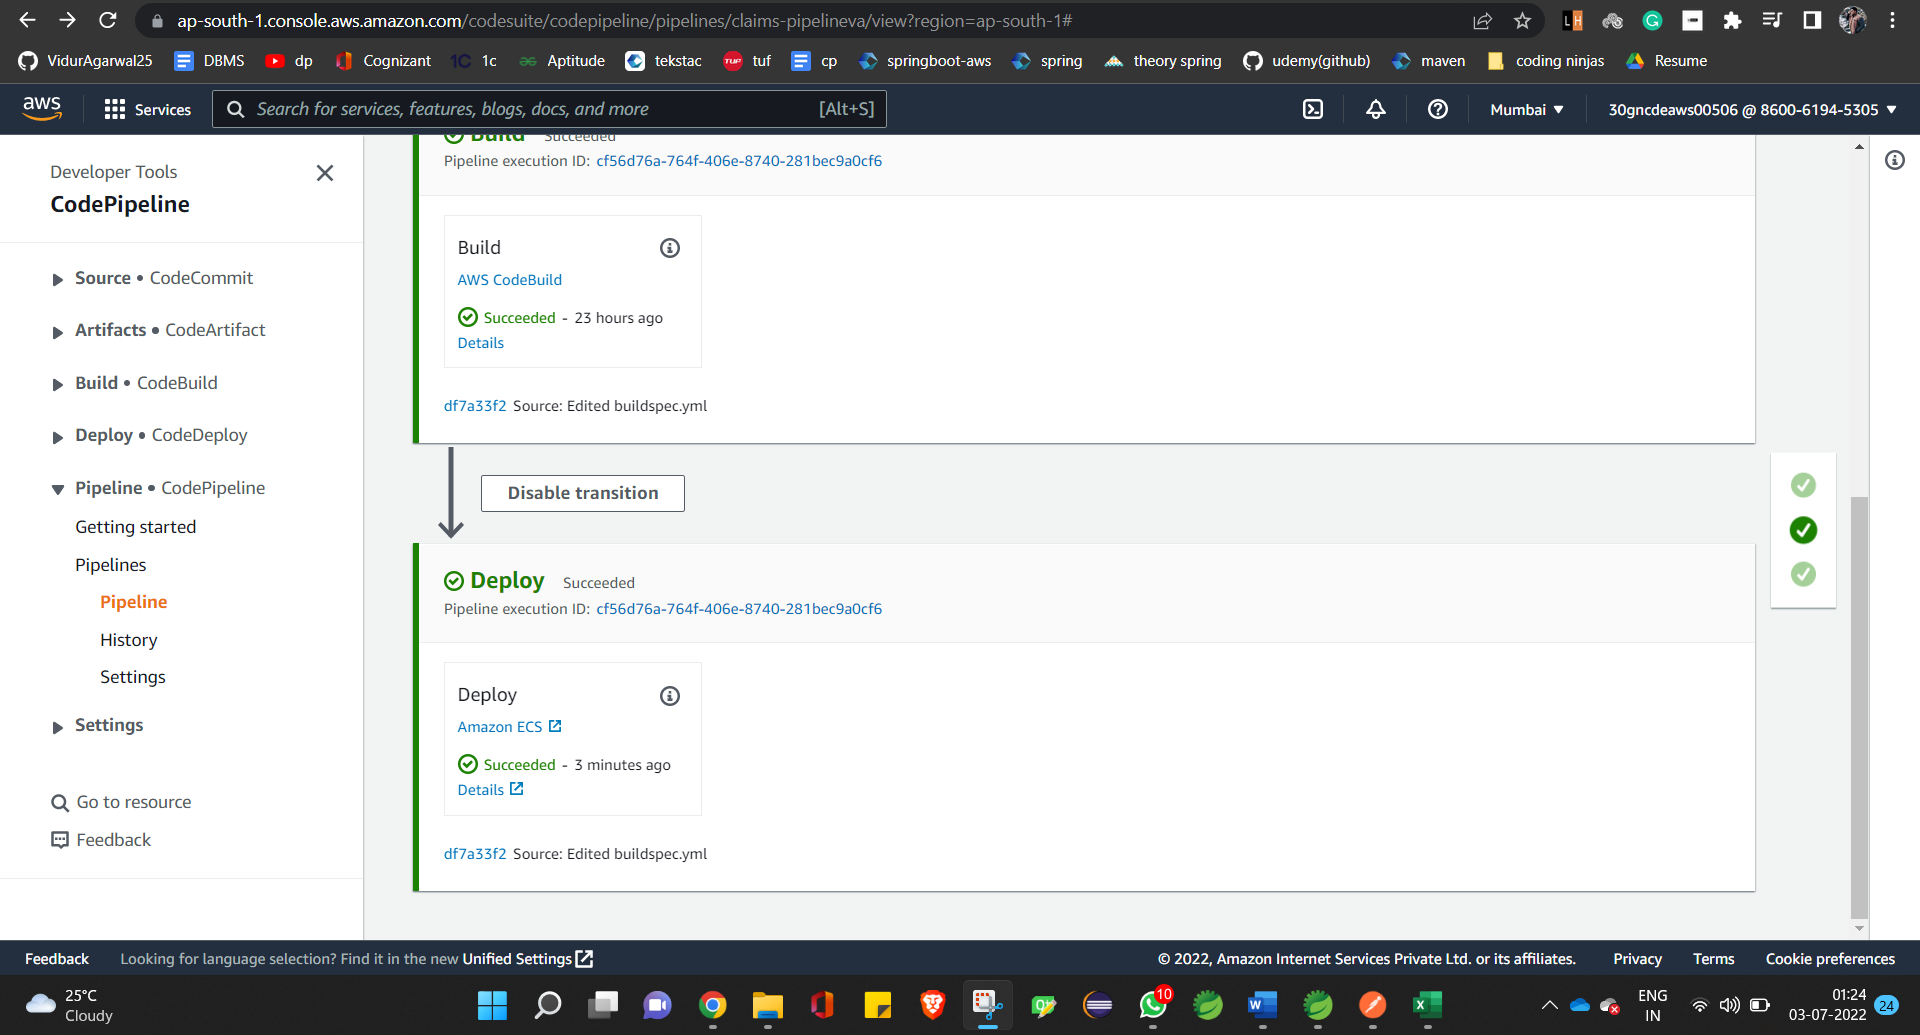 ap-south-1.console.aws.amazon.com/codesuite/codepipeline/pipelines/claims-pipelineva/view?region=ap-south-1#
VidurAgarwal25 DBMS dp Cognizant 1C 1c Aptitude tekstac TUF tuf cp springboot-aws spring theory spring udemy(github) maven coding ninjas Resume
aws Services Search for services, features, blogs, docs, and more [Alt+S] Mumbai 30gncdeaws00506 @ 8600-6194-5305
Developer Tools
CodePipeline
Source • CodeCommit
Artifacts • CodeArtifact
Build • CodeBuild
Deploy • CodeDeploy
Pipeline • CodePipeline
Getting started
Pipelines
Pipeline
History
Settings
Settings
Go to resource
Feedback
Build Succeeded
Pipeline execution ID: cf56d76a-764f-406e-8740-281bec9a0cf6
Build
AWS CodeBuild
Succeeded - 23 hours ago
Details
df7a33f2 Source: Edited buildspec.yml
Disable transition
Deploy Succeeded
Pipeline execution ID: cf56d76a-764f-406e-8740-281bec9a0cf6
Deploy
Amazon ECS
Succeeded - 3 minutes ago
Details
df7a33f2 Source: Edited buildspec.yml
Feedback Looking for language selection? Find it in the new Unified Settings © 2022, Amazon Internet Services Private Ltd. or its affiliates. Privacy Terms Cookie preferences
25°C
Cloudy
10
ENG
IN
01:24
03-07-2022
24